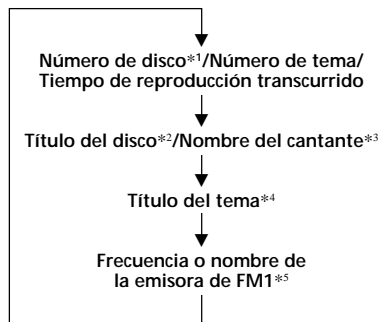 Número de disco*1/Número de tema/
Tiempo de reproducción transcurrido
Título del disco*2/Nombre del cantante*3
Título del tema*4
Frecuencia o nombre de
la emisora de FM1*5